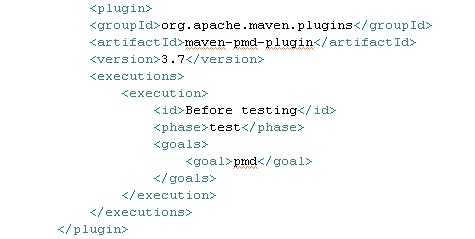 <plugin>
<groupId>org.apache.maven.plugins</groupId>
<artifactId>maven-pmd-plugin</artifactId>
<version>3.7</version>
<executions>
<execution>
<id>Before testing</id>
<phase>test</phase>
<goals>
<goal>pmd</goal>
</goals>
</execution>
</executions>
</plugin>